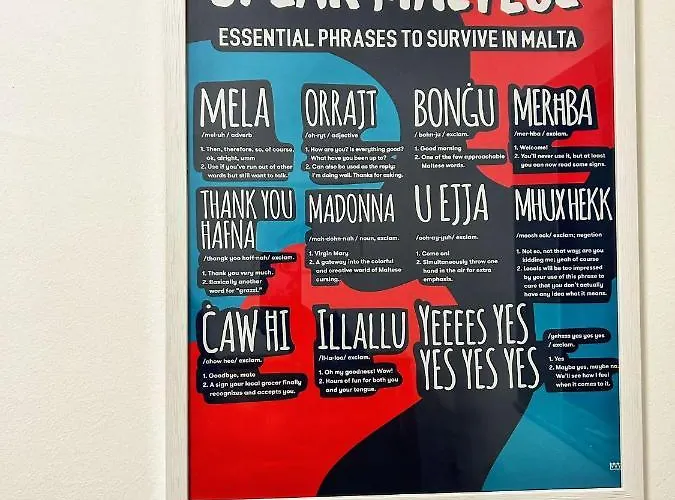 SPEAK MALTESE
ESSENTIAL PHRASES TO SURVIVE IN MALTA
MELA
/mel-uh / adverb
1. Then, therefore, so, of course,
ok, alright, umm
2. Use if you've run out of other
words but still want to talk.
ORRAJT
/oh-ryt / adjective
1. How are you? Is everything good?
What have you been up to?
2. Can also be used as the reply:
I'm doing well. Thanks for asking.
BONĠU
/ bohn-ju / exclam.
1. Good morning
2. One of the few approachable
Maltese words.
MERĦBA
/mer-hba / exclam.
1. Welcome!
2. You'll never use it, but at least
you can now read some signs.
THANK YOU
HAFNA
/thangk yoo haff-nah/ exclam.
1. Thank you very much.
2. Basically another
word for "grazzi."
MADONNA
/mah-dohn-nah / noun, exclam.
1. Virgin Mary
2. A gateway into the colorful
and creative world of Maltese
cursing.
U EJJA
/ooh-ay-yuh/ exclam.
1. Come on!
2. Simultaneously throw one
hand in the air for extra
emphasis.
MHUX HEKK
/moosh eck/ exclam; negation
1. Not so, not that way; are you
kidding me; yeah of course
2. Locals will be too impressed
by your use of this phrase to
care that you don't actually
have any idea what it means.
ĊAW HI
/chow hee/ exclam.
1. Goodbye, mate
2. A sign your local grocer finally
recognizes and accepts you.
ILLALLU
/il-la-loo/ exclam.
1. Oh my goodness! Wow!
2. Hours of fun for both you
and your tongue.
YEEEES YES
YES YES YES
/yehsss yes yes yes
/ exclam.
1. Yes
2. Maybe yes, maybe no.
We'll see how I feel
when it comes to it.